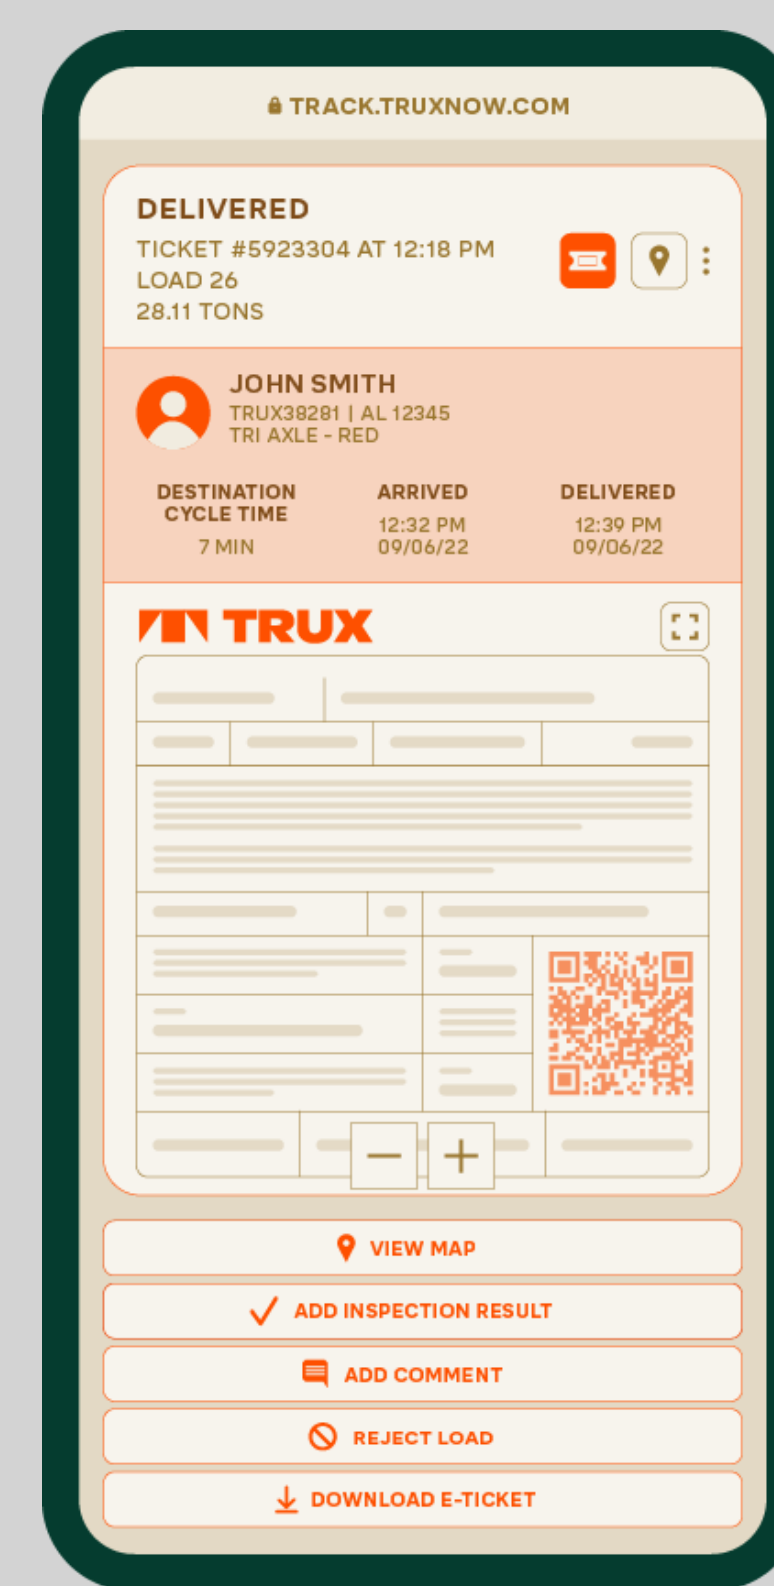 TRACK.TRUXNOW.COM
DELIVERED
TICKET #5923304 AT 12:18 PM
LOAD 26
28.11 TONS
JOHN SMITH
TRUX38281 | AL 12345
TRI AXLE - RED
DESTINATION
CYCLE TIME
7 MIN
ARRIVED
12:32 PM
09/06/22
DELIVERED
12:39 PM
09/06/22
TRUX
VIEW MAP
ADD INSPECTION RESULT
ADD COMMENT
REJECT LOAD
DOWNLOAD E-TICKET